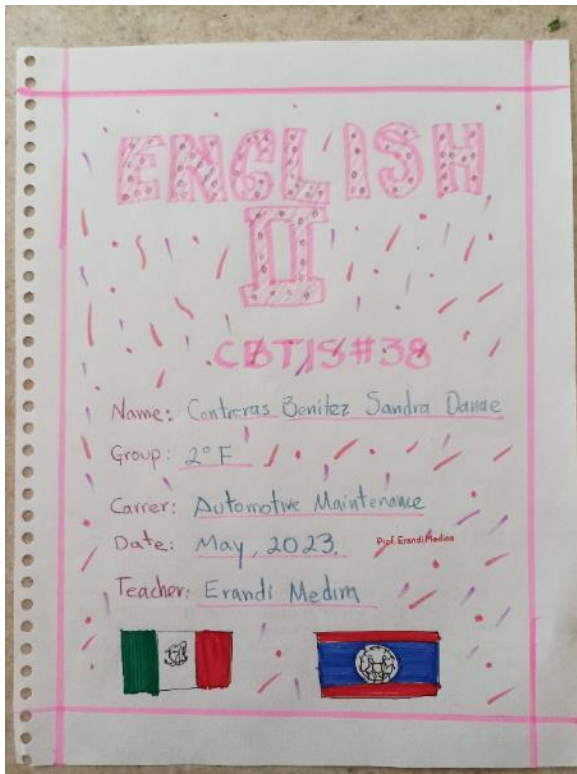 ENGLISH
II
CBTIS#38
Name: Contreras Benitez Sandra Danae
Group: 2° F
Carrer: Automotive Maintenance
Date: May, 2023.
Prof. Erandi Medina
Teacher: Erandi Medina